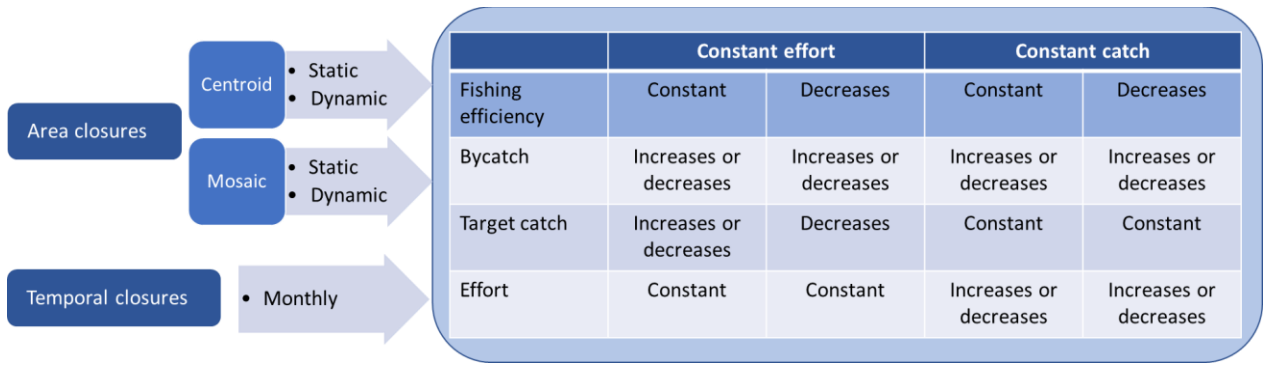 Area closures
Centroid
• Static
• Dynamic
Mosaic
• Static
• Dynamic
Temporal closures
• Monthly
Constant effort Constant catch
Fishing
efficiency
Constant Decreases Constant Decreases
Bycatch
Increases or
decreases
Increases or
decreases
Increases or
decreases
Increases or
decreases
Target catch
Increases or
decreases
Decreases Constant Constant
Effort Constant Constant
Increases or
decreases
Increases or
decreases